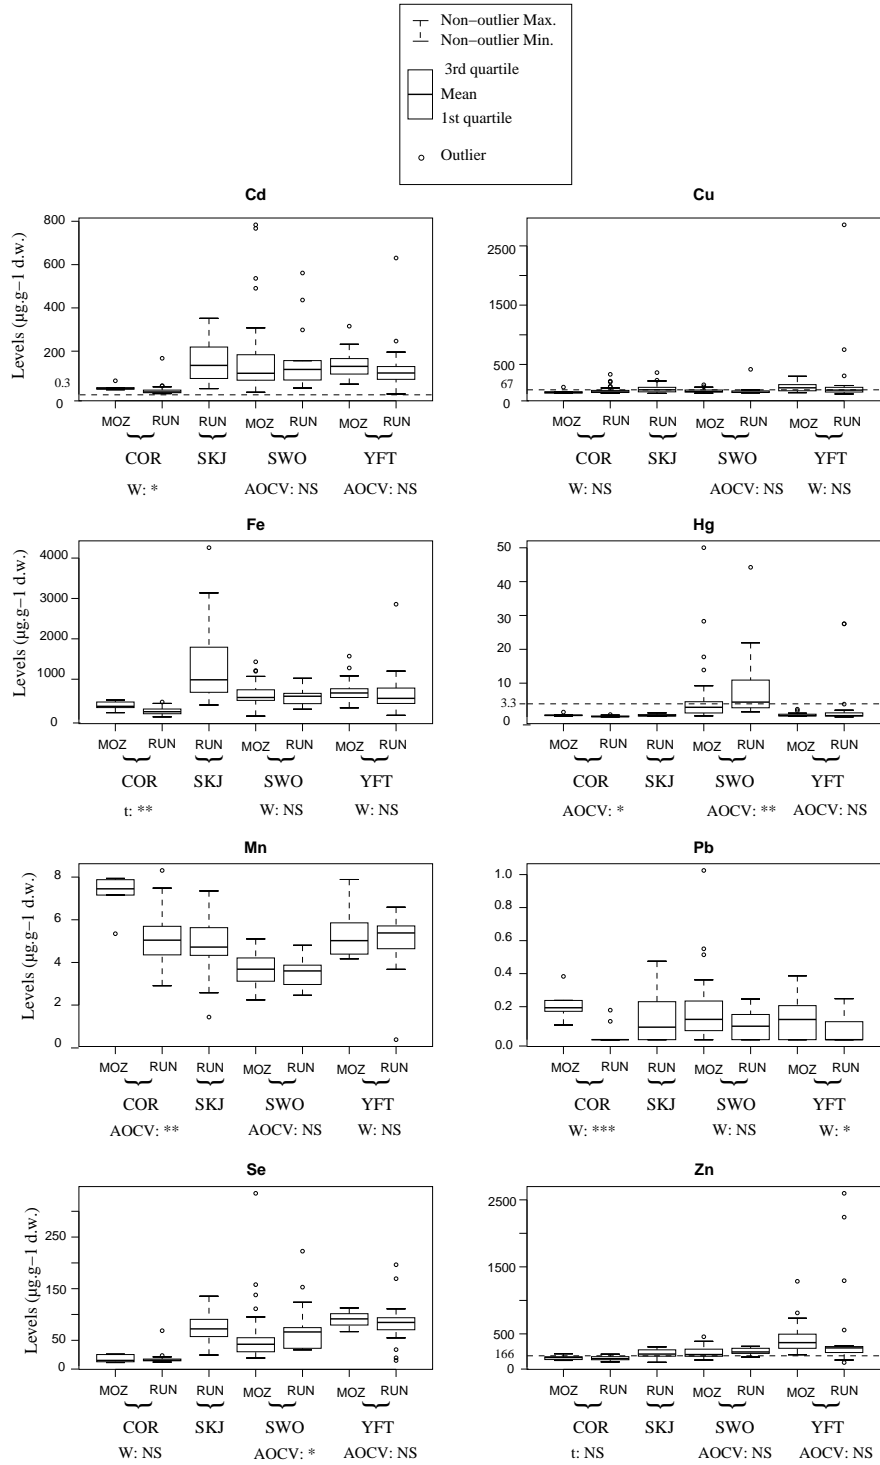 Non−outlier Max.
Non−outlier Min.
3rd quartile
Mean
1st quartile
Outlier
Cd
Levels (µg.g−1 d.w.)
800
600
400
200
0.3
0
MOZ RUN RUN MOZ RUN MOZ RUN
COR SKJ SWO YFT
W: * AOCV: NS AOCV: NS
Cu
2500
500
67
0
MOZ RUN RUN MOZ RUN MOZ RUN
COR SKJ SWO YFT
W: NS AOCV: NS W: NS
Fe
Levels (µg.g−1 d.w.)
4000
3000
2000
1000
0
MOZ RUN RUN MOZ RUN MOZ RUN
COR SKJ SWO YFT
t: ** W: NS W: NS
Hg
50
40
30
20
10
3.3
0
MOZ RUN RUN MOZ RUN MOZ RUN
COR SKJ SWO YFT
AOCV: * AOCV: ** AOCV: NS
Mn
Levels (µg.g−1 d.w.)
8
6
4
2
0
MOZ RUN RUN MOZ RUN MOZ RUN
COR SKJ SWO YFT
AOCV: ** AOCV: NS W: NS
Pb
1.0
0.8
0.6
0.4
0.2
0.0
MOZ RUN RUN MOZ RUN MOZ RUN
COR SKJ SWO YFT
W: *** W: NS W: *
Se
Levels (µg.g−1 d.w.)
250
150
50
0
MOZ RUN RUN MOZ RUN MOZ RUN
COR SKJ SWO YFT
W: NS AOCV: * AOCV: NS
Zn
2500
1500
500
166
0
MOZ RUN RUN MOZ RUN MOZ RUN
COR SKJ SWO YFT
t: NS AOCV: NS AOCV: NS